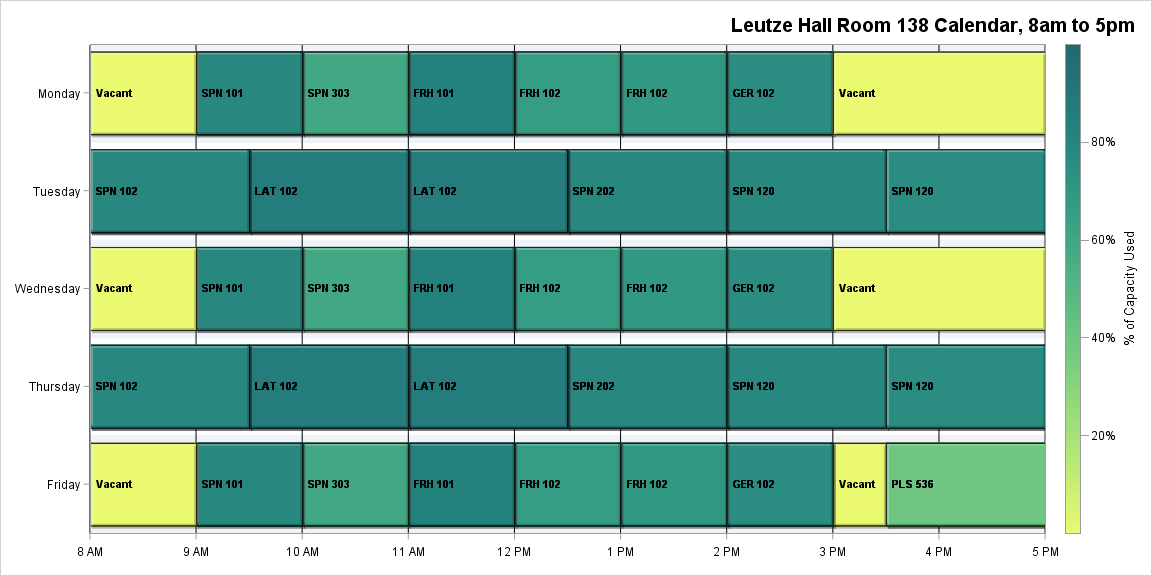 Leutze Hall Room 138 Calendar, 8am to 5pm
Monday
Vacant
SPN 101
SPN 303
FRH 101
FRH 102
FRH 102
GER 102
Vacant
Tuesday
SPN 102
LAT 102
LAT 102
SPN 202
SPN 120
SPN 120
Wednesday
Vacant
SPN 101
SPN 303
FRH 101
FRH 102
FRH 102
GER 102
Vacant
Thursday
SPN 102
LAT 102
LAT 102
SPN 202
SPN 120
SPN 120
Friday
Vacant
SPN 101
SPN 303
FRH 101
FRH 102
FRH 102
GER 102
Vacant
PLS 536
8 AM
9 AM
10 AM
11 AM
12 PM
1 PM
2 PM
3 PM
4 PM
5 PM
80%
60%
40%
20%
% of Capacity Used